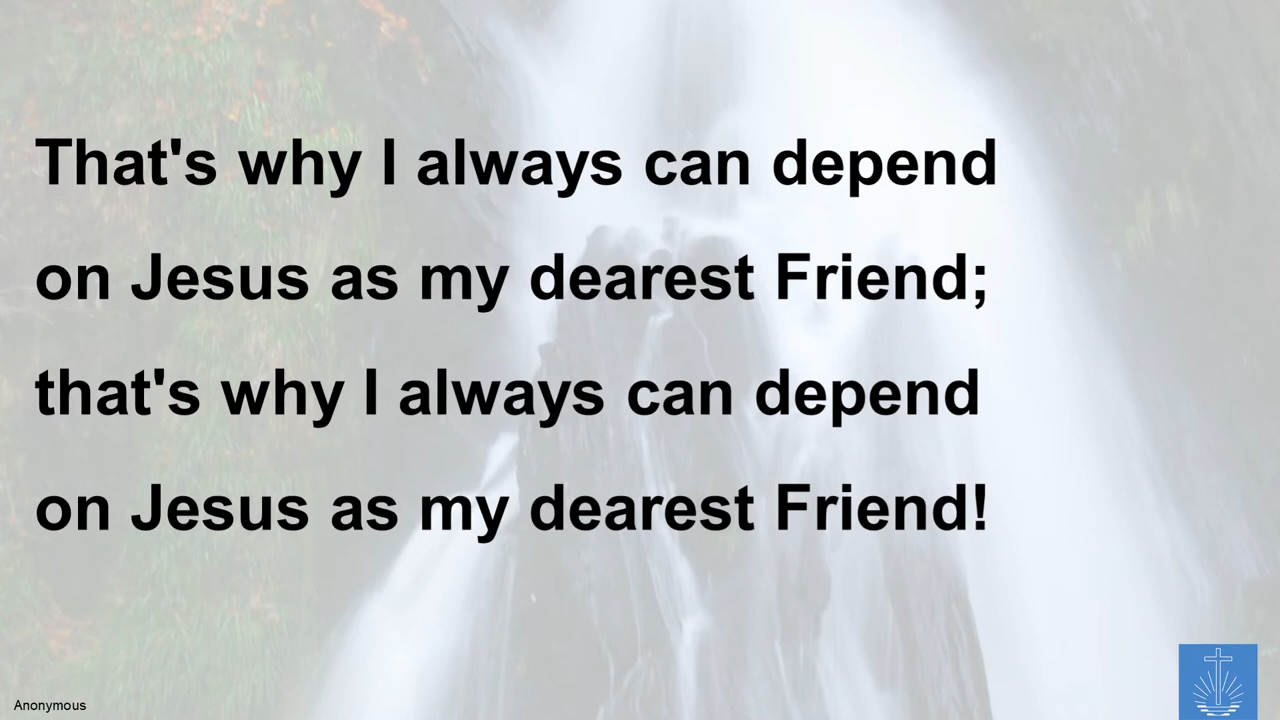 That's why I always can depend
on Jesus as my dearest Friend;
that's why I always can depend
on Jesus as my dearest Friend!
Anonymous